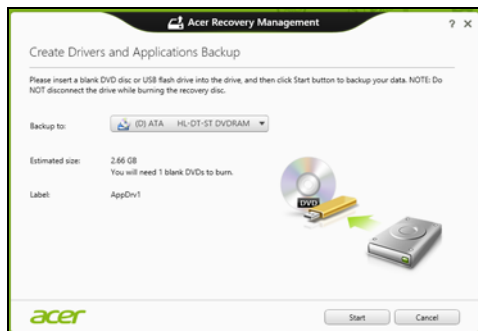 Acer Recovery Management
? X
Create Drivers and Applications Backup
Please insert a blank DVD disc or USB flash drive into the drive, and then click Start button to backup your data. NOTE: Do
NOT disconnect the drive while burning the recovery disc.
Backup to: (D) ATA HL-DT-ST DVDRAM
Estimated size: 2.66 GB
You will need 1 blank DVDs to burn.
Label: AppDrv1
DVD
acer Start Cancel